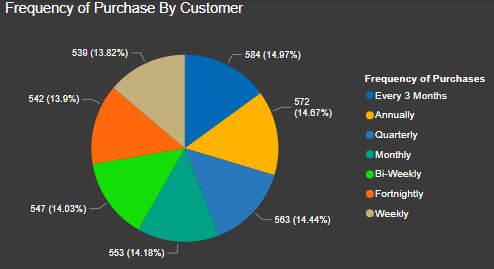 Frequency of Purchase By Customer
539 (13.82%)
584 (14.97%)
542 (13.9%)
572
(14.67%)
547 (14.03%)
563 (14.44%)
553 (14.18%)
Frequency of Purchases
Every 3 Months
Annually
Quarterly
Monthly
Bi-Weekly
Fortnightly
Weekly